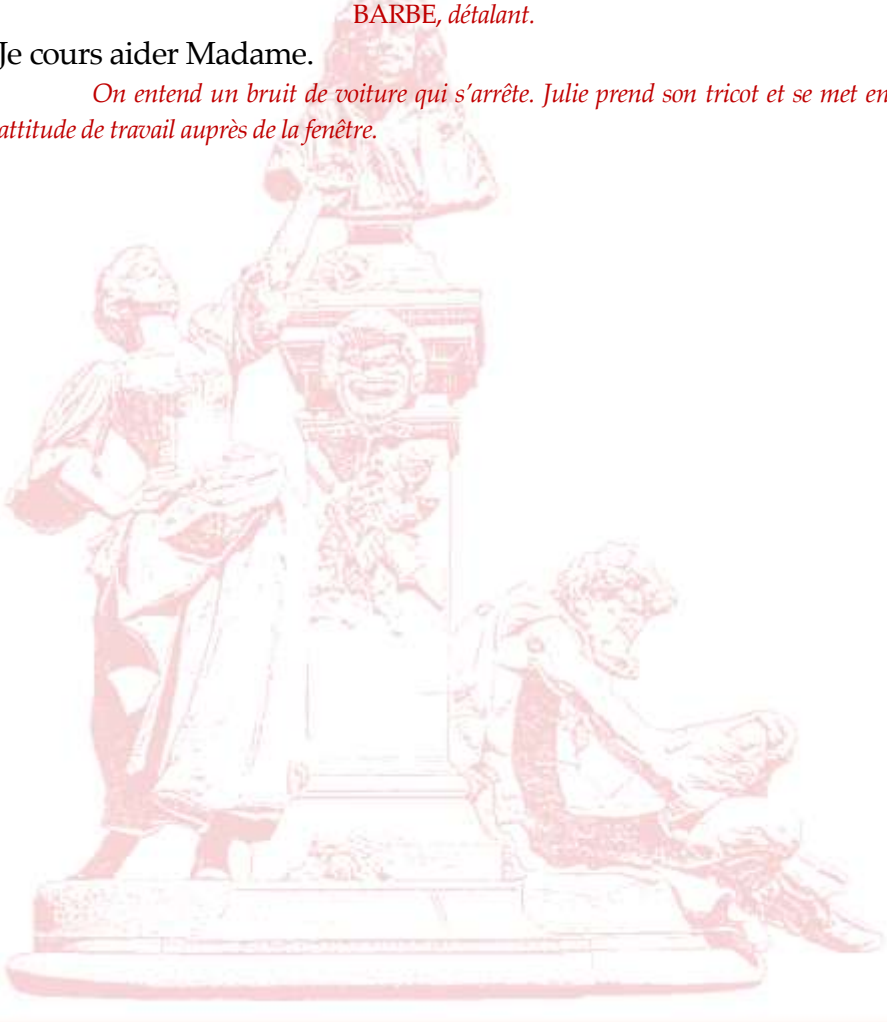 BARBE, détalant.
Je cours aider Madame.
On entend un bruit de voiture qui s’arrête. Julie prend son tricot et se met en
attitude de travail auprès de la fenêtre.